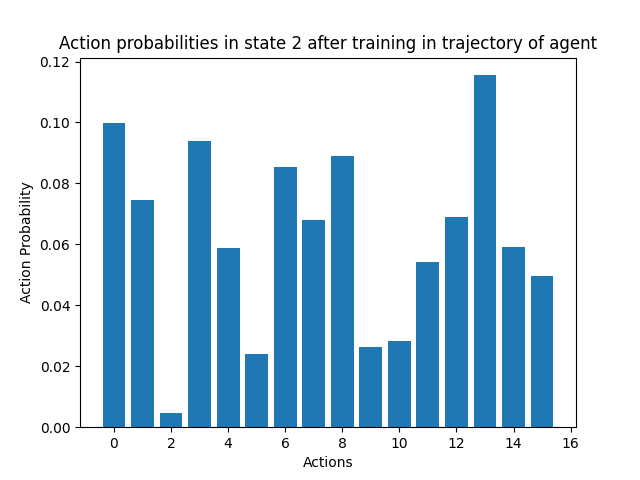 Action probabilities in state 2 after training in trajectory of agent
0.12
0.10
0.08
0.06
0.04
0.02
0.00
Action Probability
0 2 4 6 8 10 12 14 16
Actions